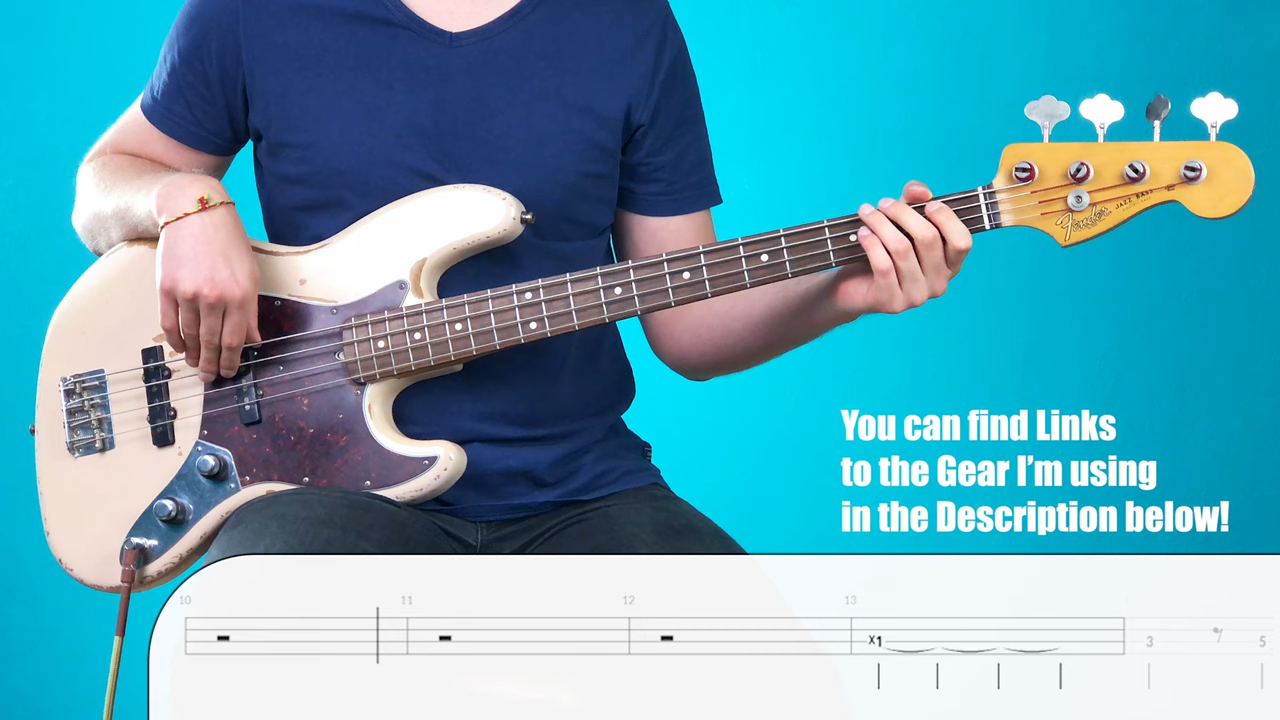 Fender
JAZZ BASS
You can find Links
to the Gear I'm using
in the Description below!
10 11 12 13
x1 3 5